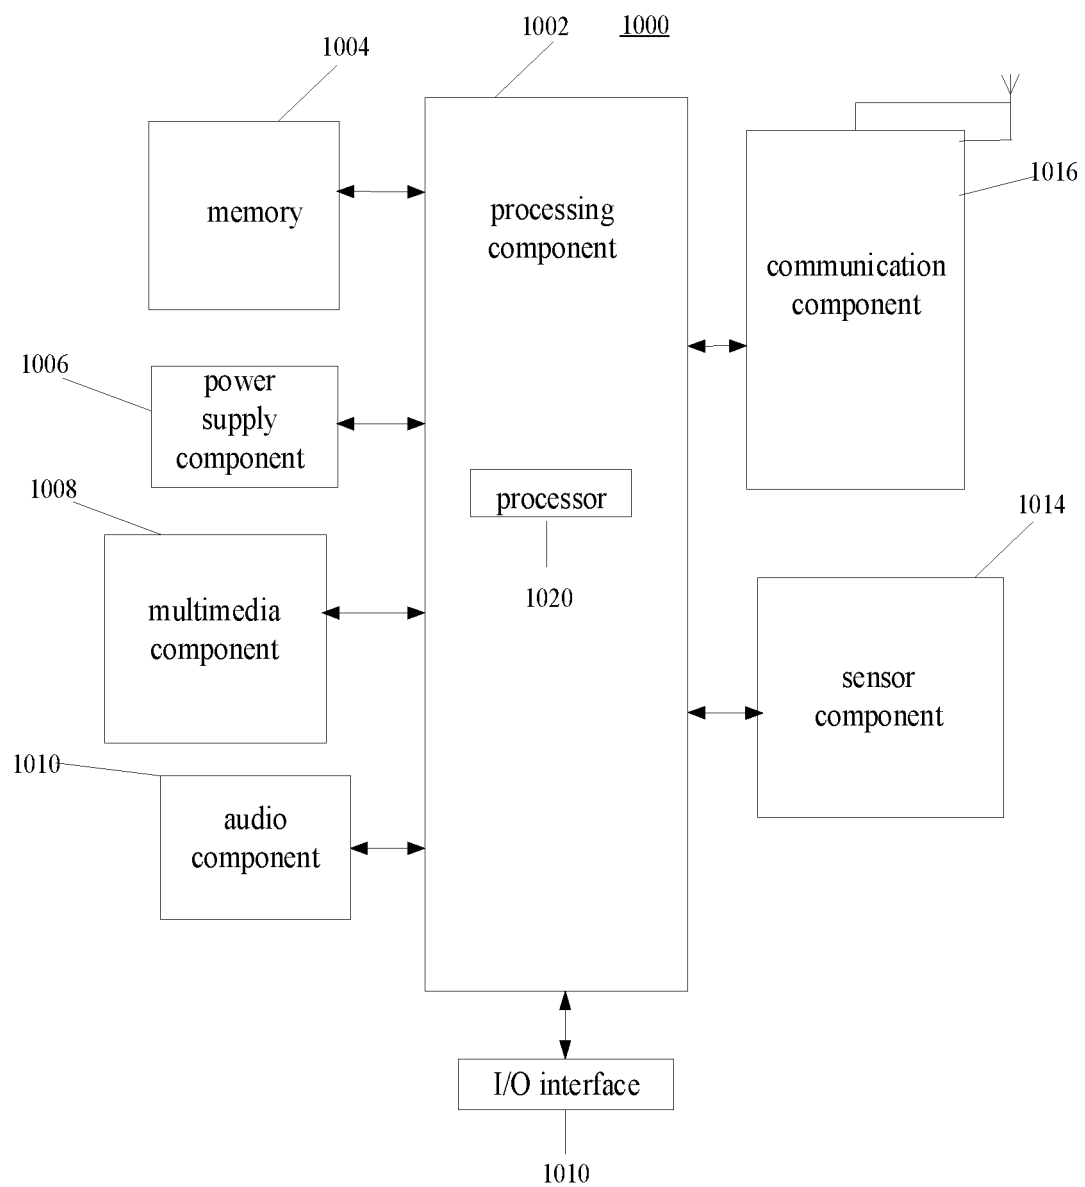 1000
1002
1004
memory
processing
component
1016
communication
component
1006
power
supply
component
1008
processor
1020
1014
multimedia
component
sensor
component
1010
audio
component
I/O interface
1010